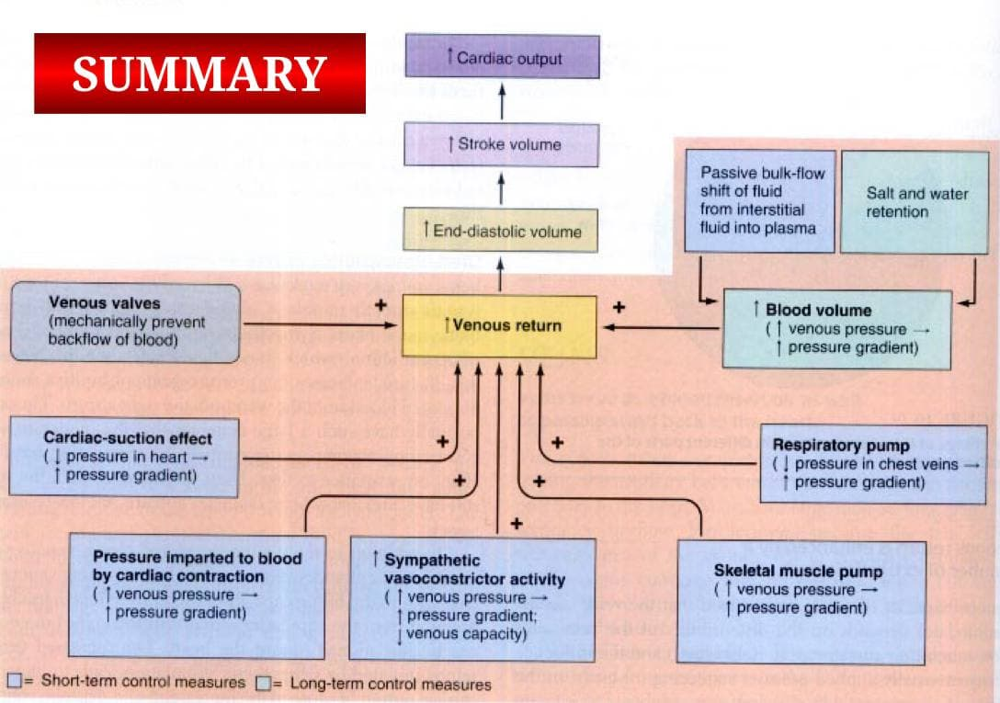 SUMMARY
↑ Cardiac output
↑ Stroke volume
↑ End-diastolic volume
Passive bulk-flow
shift of fluid
from interstitial
fluid into plasma
Salt and water
retention
Venous valves
(mechanically prevent
backflow of blood)
+
↑ Venous return
+
↑ Blood volume
(↑ venous pressure →
↑ pressure gradient)
Cardiac-suction effect
(↓ pressure in heart →
↑ pressure gradient)
+
+
Respiratory pump
(↓ pressure in chest veins →
↑ pressure gradient)
+
+
+
Pressure imparted to blood
by cardiac contraction
(↑ venous pressure →
↑ pressure gradient)
↑ Sympathetic
vasoconstrictor activity
(↑ venous pressure →
↑ pressure gradient;
↓ venous capacity)
Skeletal muscle pump
(↑ venous pressure →
↑ pressure gradient)
= Short-term control measures = Long-term control measures